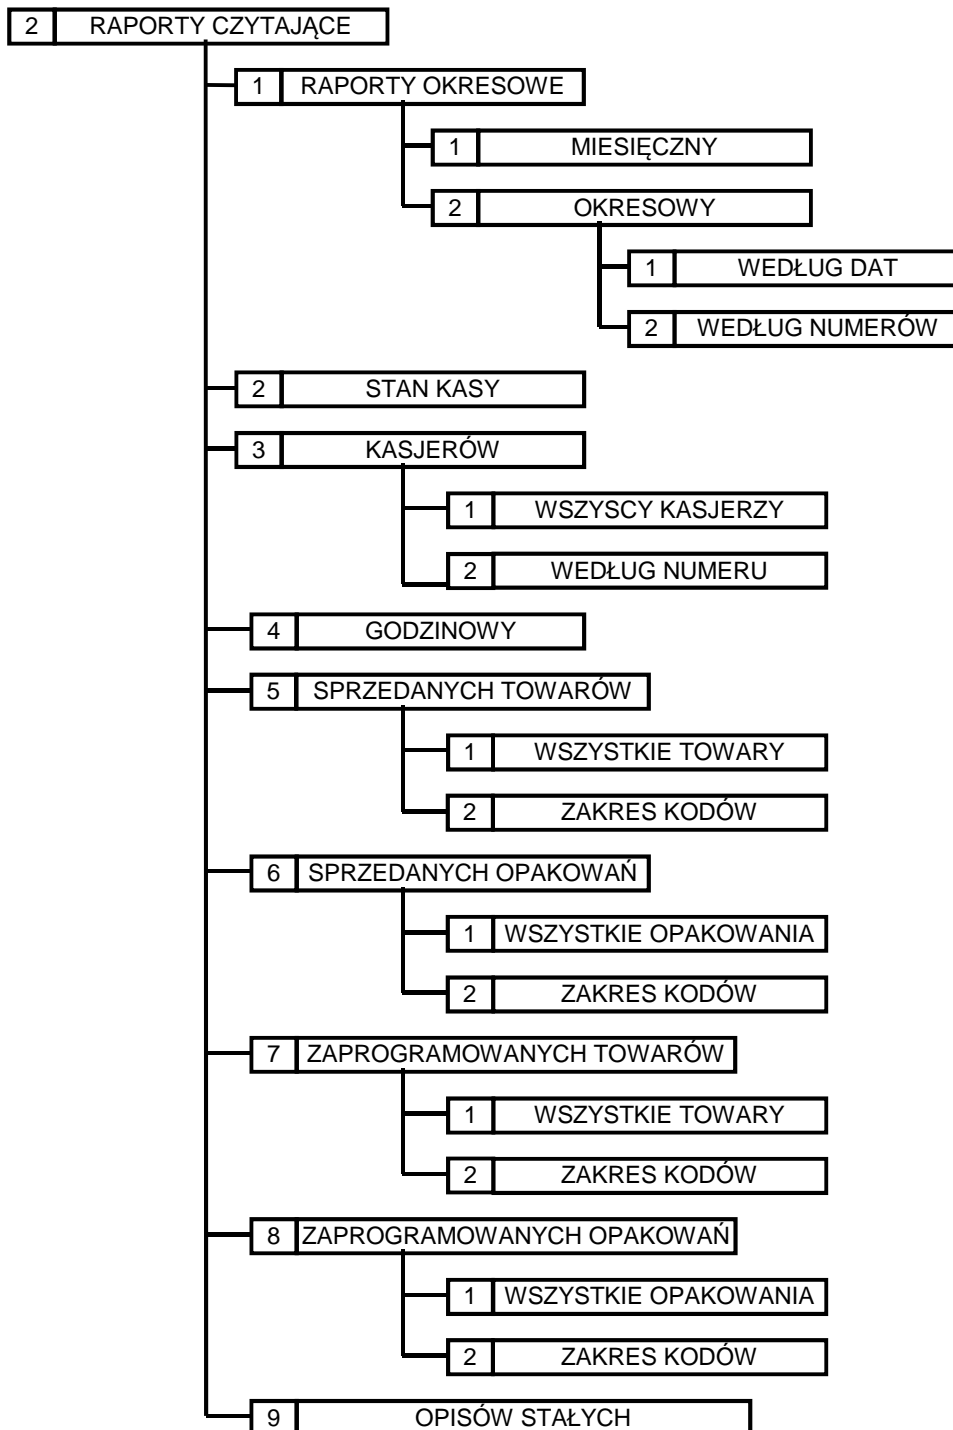 2 RAPORTY CZYTAJĄCE
1 RAPORTY OKRESOWE
1 MIESIĘCZNY
2 OKRESOWY
1 WEDŁUG DAT
2 WEDŁUG NUMERÓW
2 STAN KASY
3 KASJERÓW
1 WSZYSCY KASJERZY
2 WEDŁUG NUMERU
4 GODZINOWY
5 SPRZEDANYCH TOWARÓW
1 WSZYSTKIE TOWARY
2 ZAKRES KODÓW
6 SPRZEDANYCH OPAKOWAŃ
1 WSZYSTKIE OPAKOWANIA
2 ZAKRES KODÓW
7 ZAPROGRAMOWANYCH TOWARÓW
1 WSZYSTKIE TOWARY
2 ZAKRES KODÓW
8 ZAPROGRAMOWANYCH OPAKOWAŃ
1 WSZYSTKIE OPAKOWANIA
2 ZAKRES KODÓW
9 OPISÓW STAŁYCH